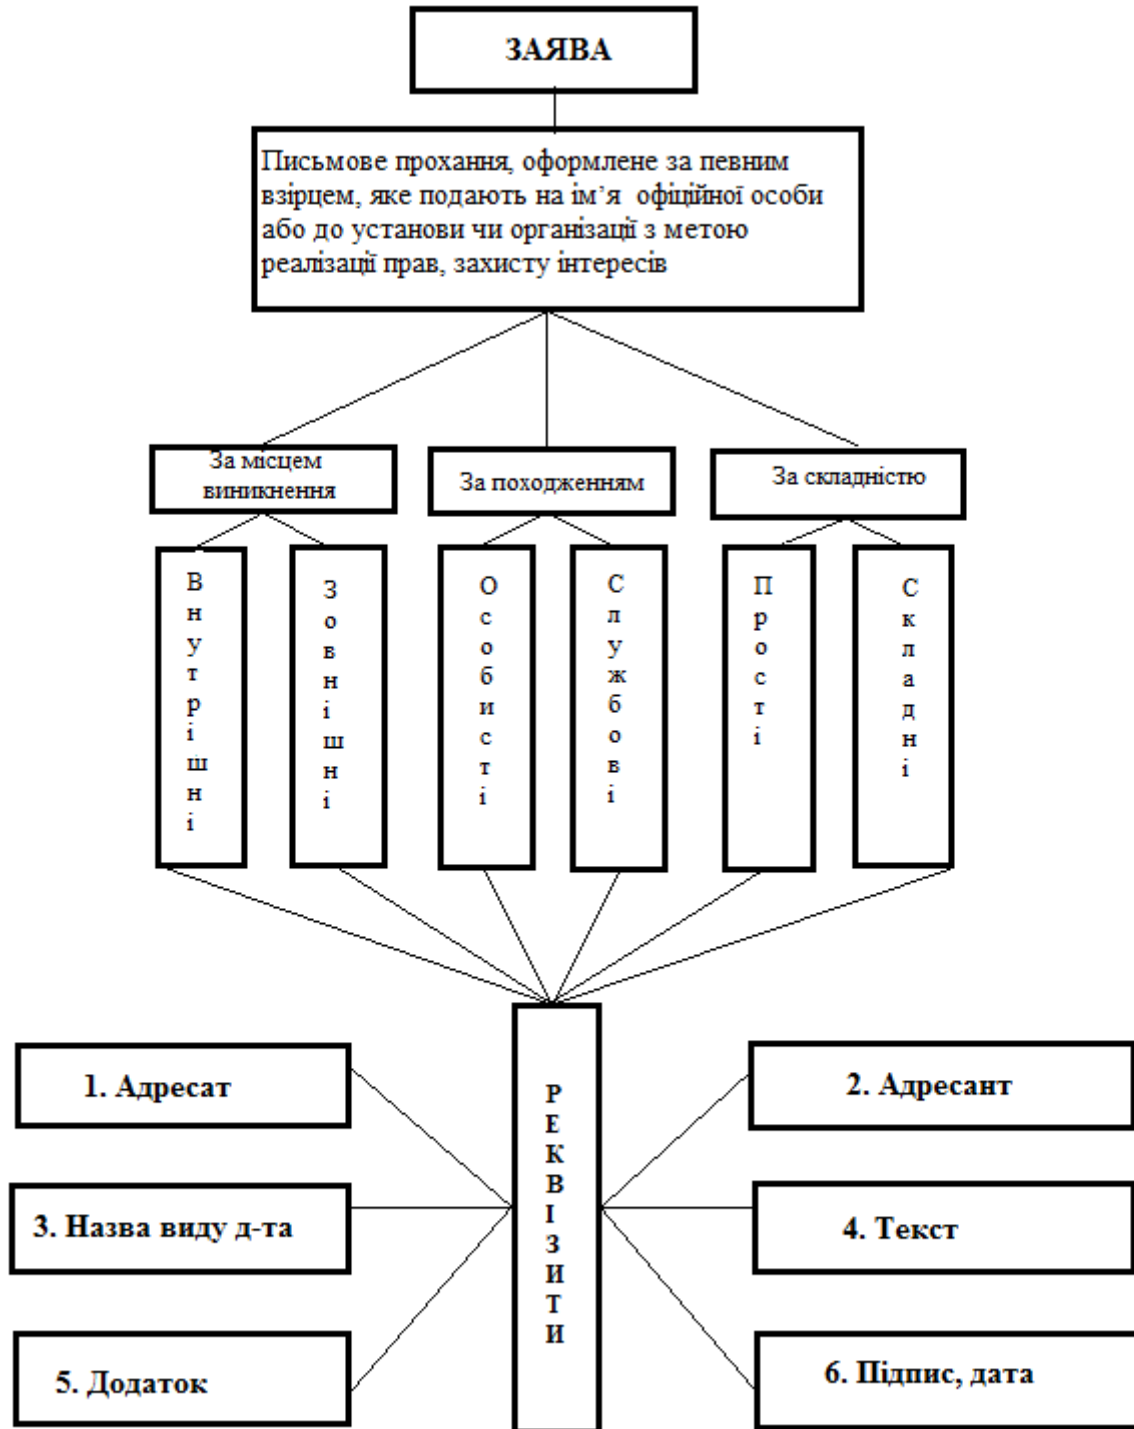 ЗАЯВА
Письмове прохання, оформлене за певним
взірцем, яке подають на ім’я офіційної особи
або до установи чи організації з метою
реалізації прав, захисту інтересів
За місцем
виникнення
За походженням
За складністю
Внутрішні
Зовнішні
Особисті
Службові
Прості
Складні
РЕКВІЗИТИ
1. Адресат
2. Адресант
3. Назва виду д-та
4. Текст
5. Додаток
6. Підпис, дата